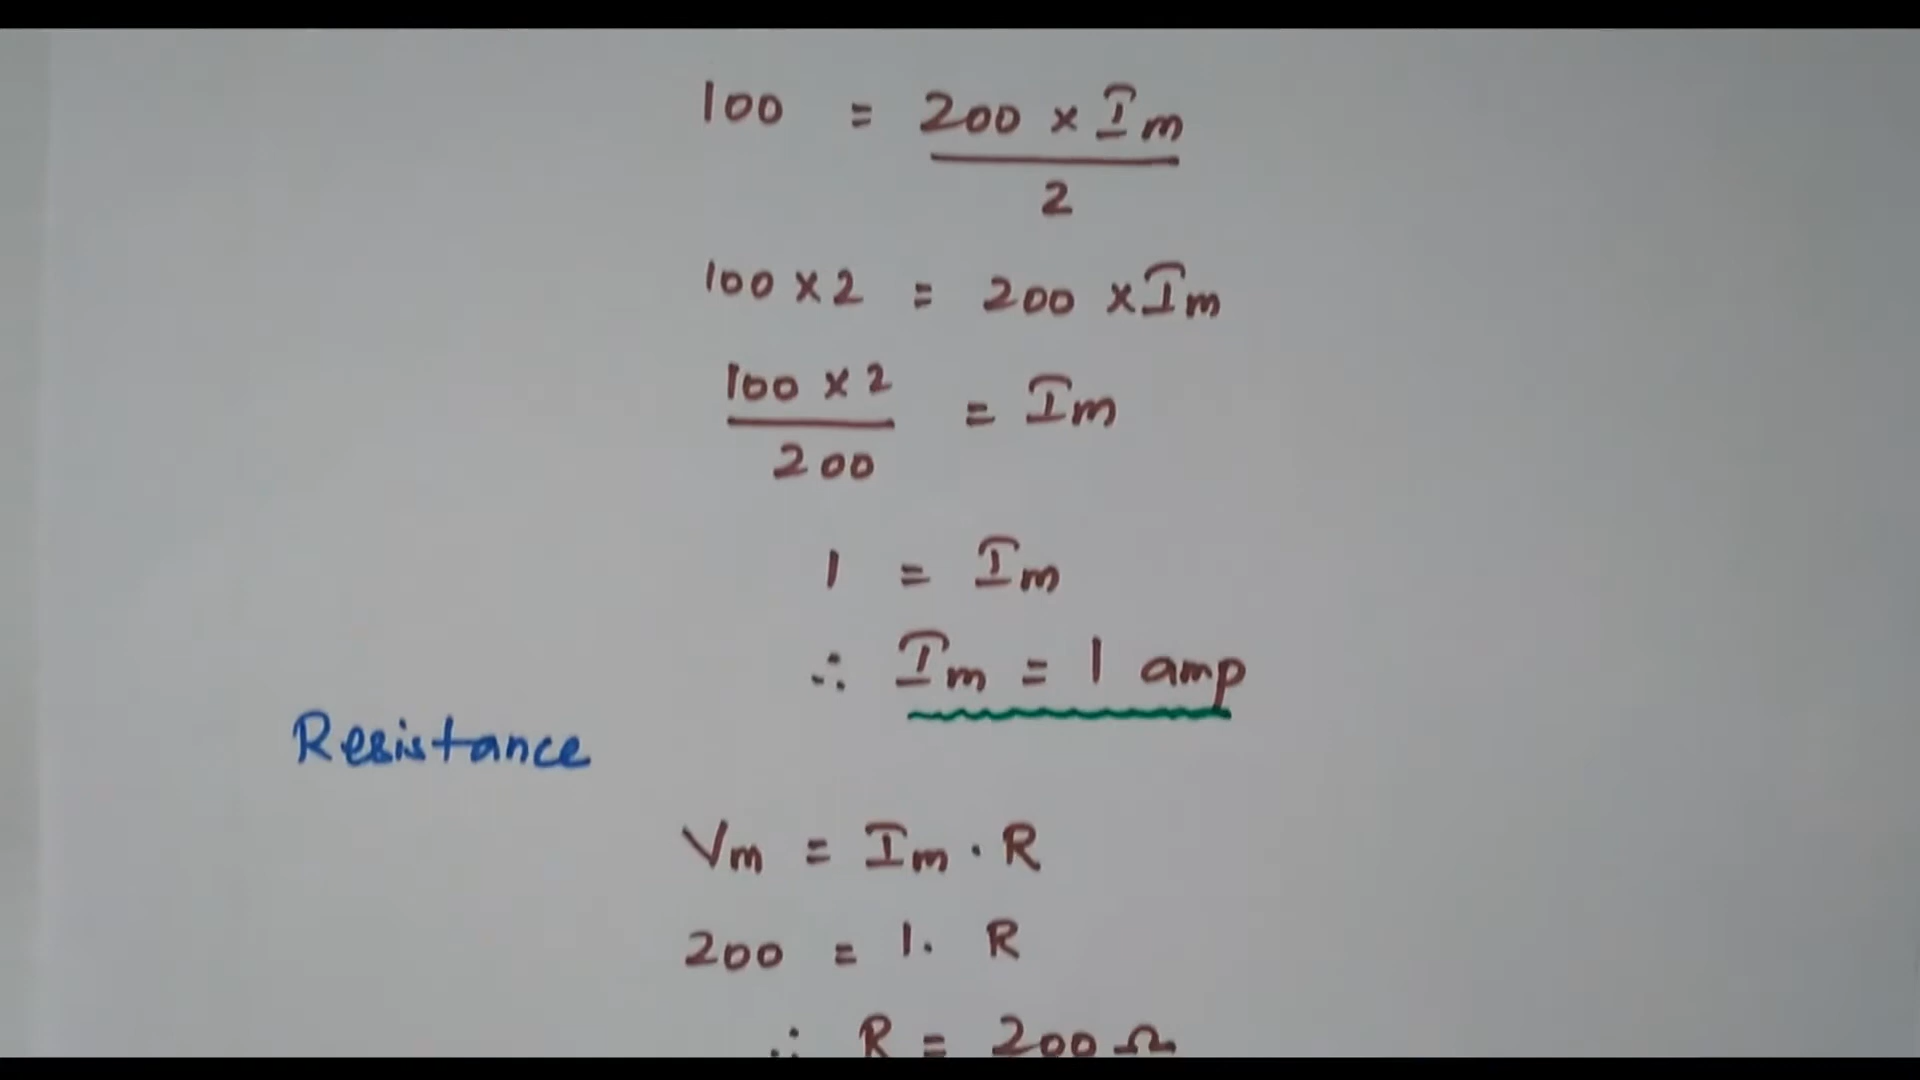 100 = 200 × Im
2
100 × 2 = 200 × Im
100 × 2 = Im
200
1 = Im
∴ Im = 1 amp
Resistance
Vm = Im · R
200 = 1. R
∴ R = 200 Ω